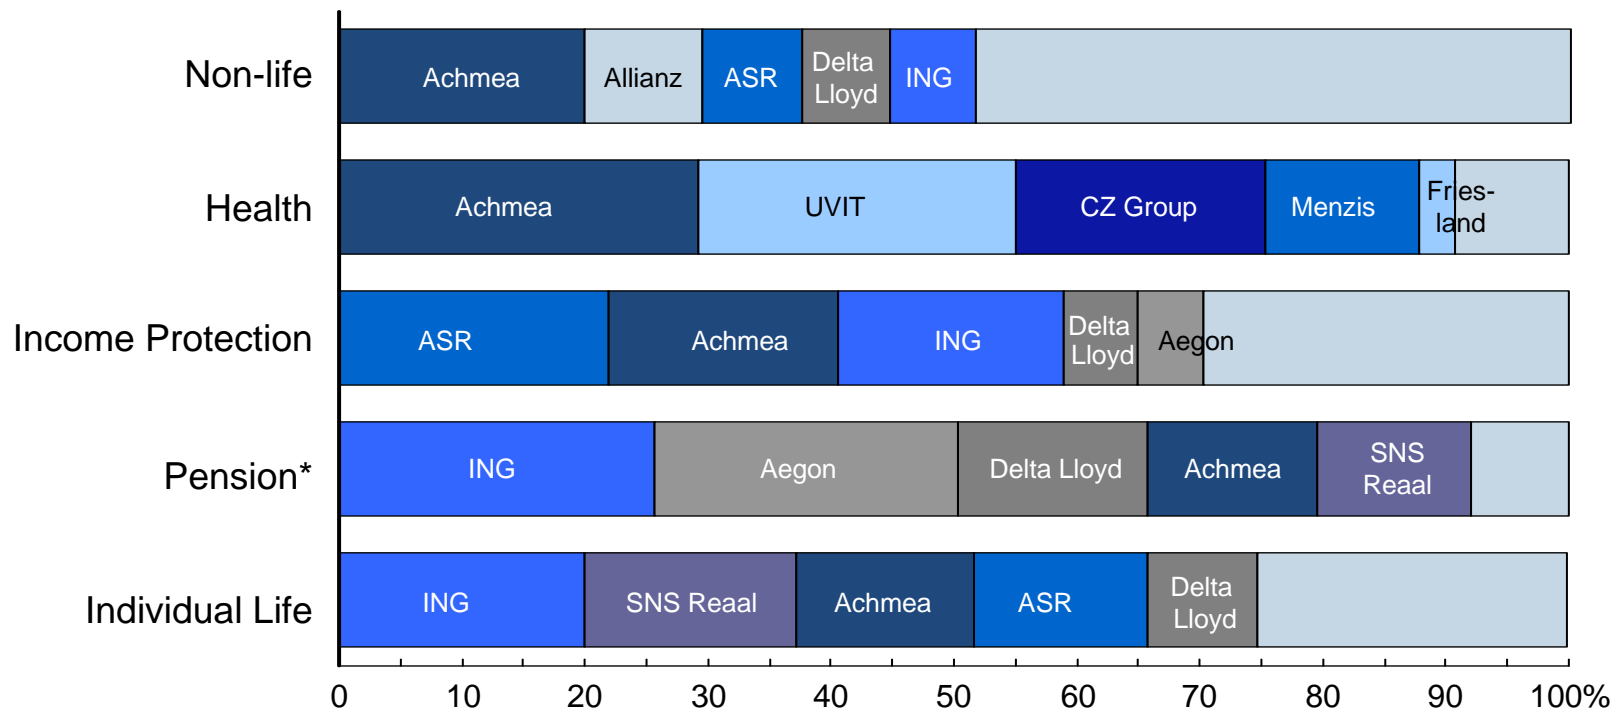 Non-life
Achmea
Allianz
ASR
Delta
Lloyd
ING
Health
Achmea
UVIT
CZ Group
Menzis
Fries-
land
Income Protection
ASR
Achmea
ING
Delta
Lloyd
Aegon
Pension*
ING
Aegon
Delta Lloyd
Achmea
SNS
Reaal
Individual Life
ING
SNS Reaal
Achmea
ASR
Delta
Lloyd
0 10 20 30 40 50 60 70 80 90 100%